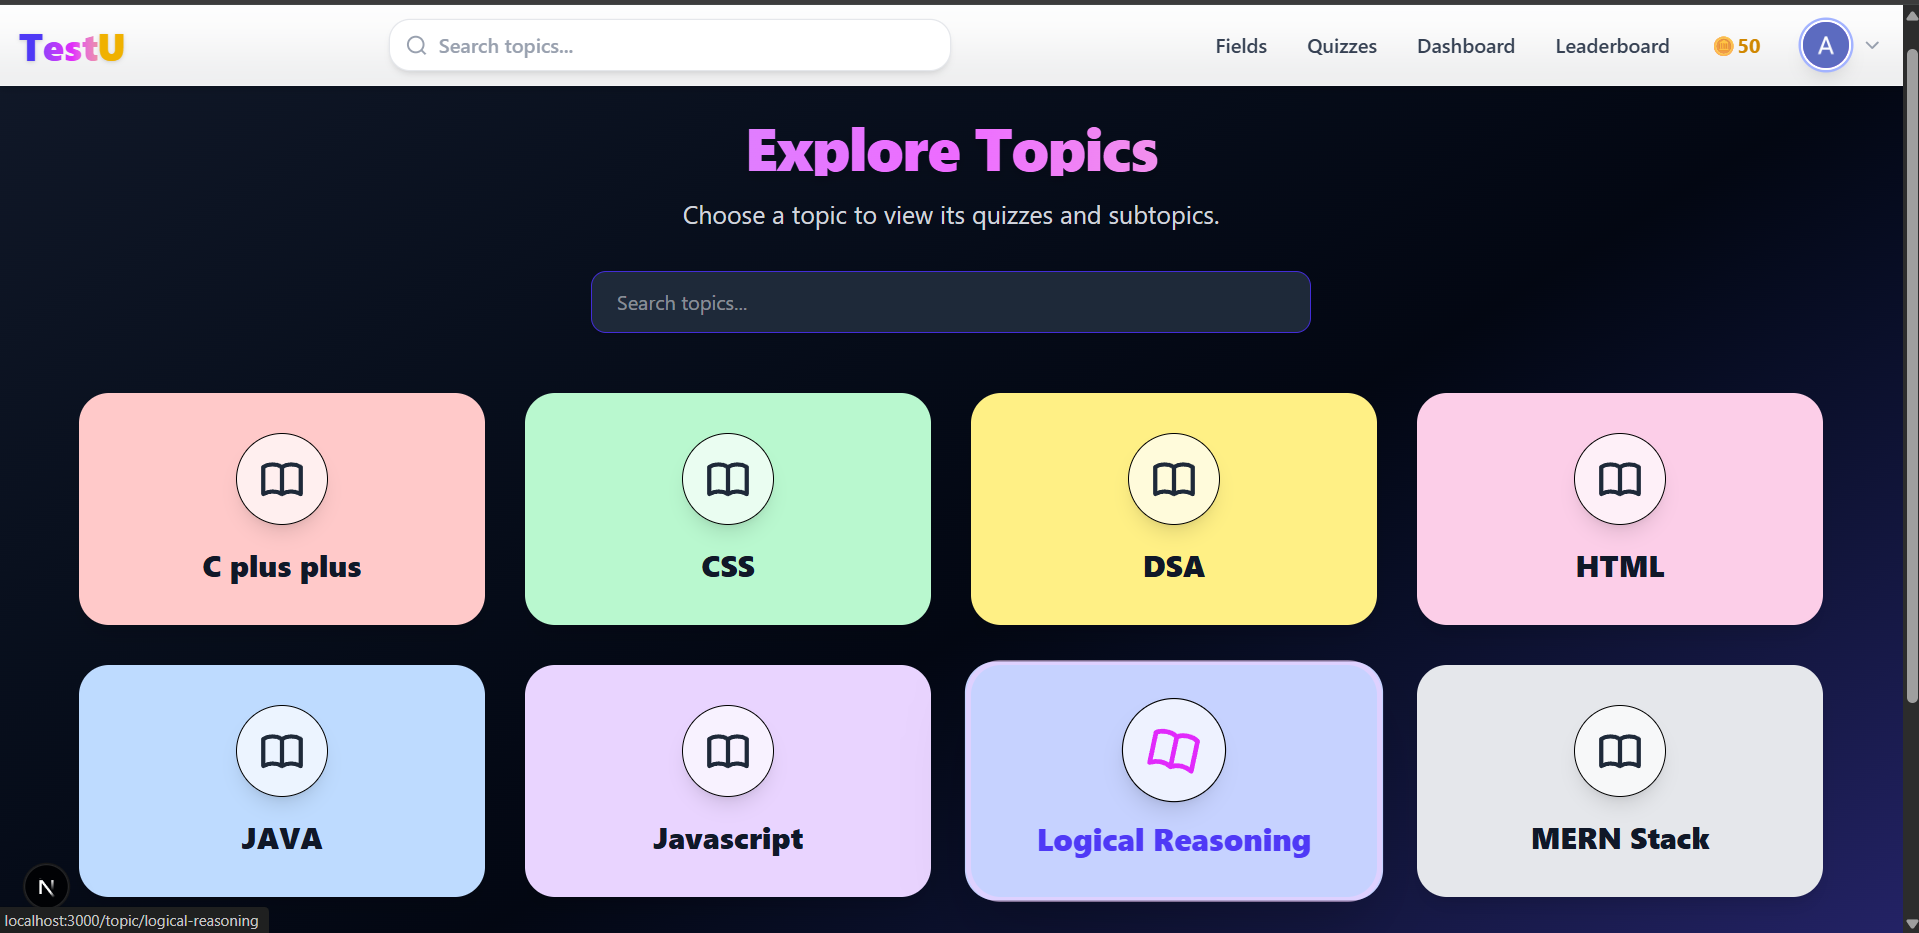 TestU
Search topics...
Fields
Quizzes
Dashboard
Leaderboard
50
A
Explore Topics
Choose a topic to view its quizzes and subtopics.
Search topics...
C plus plus
CSS
DSA
HTML
JAVA
Javascript
Logical Reasoning
MERN Stack
N
localhost:3000/topic/logical-reasoning